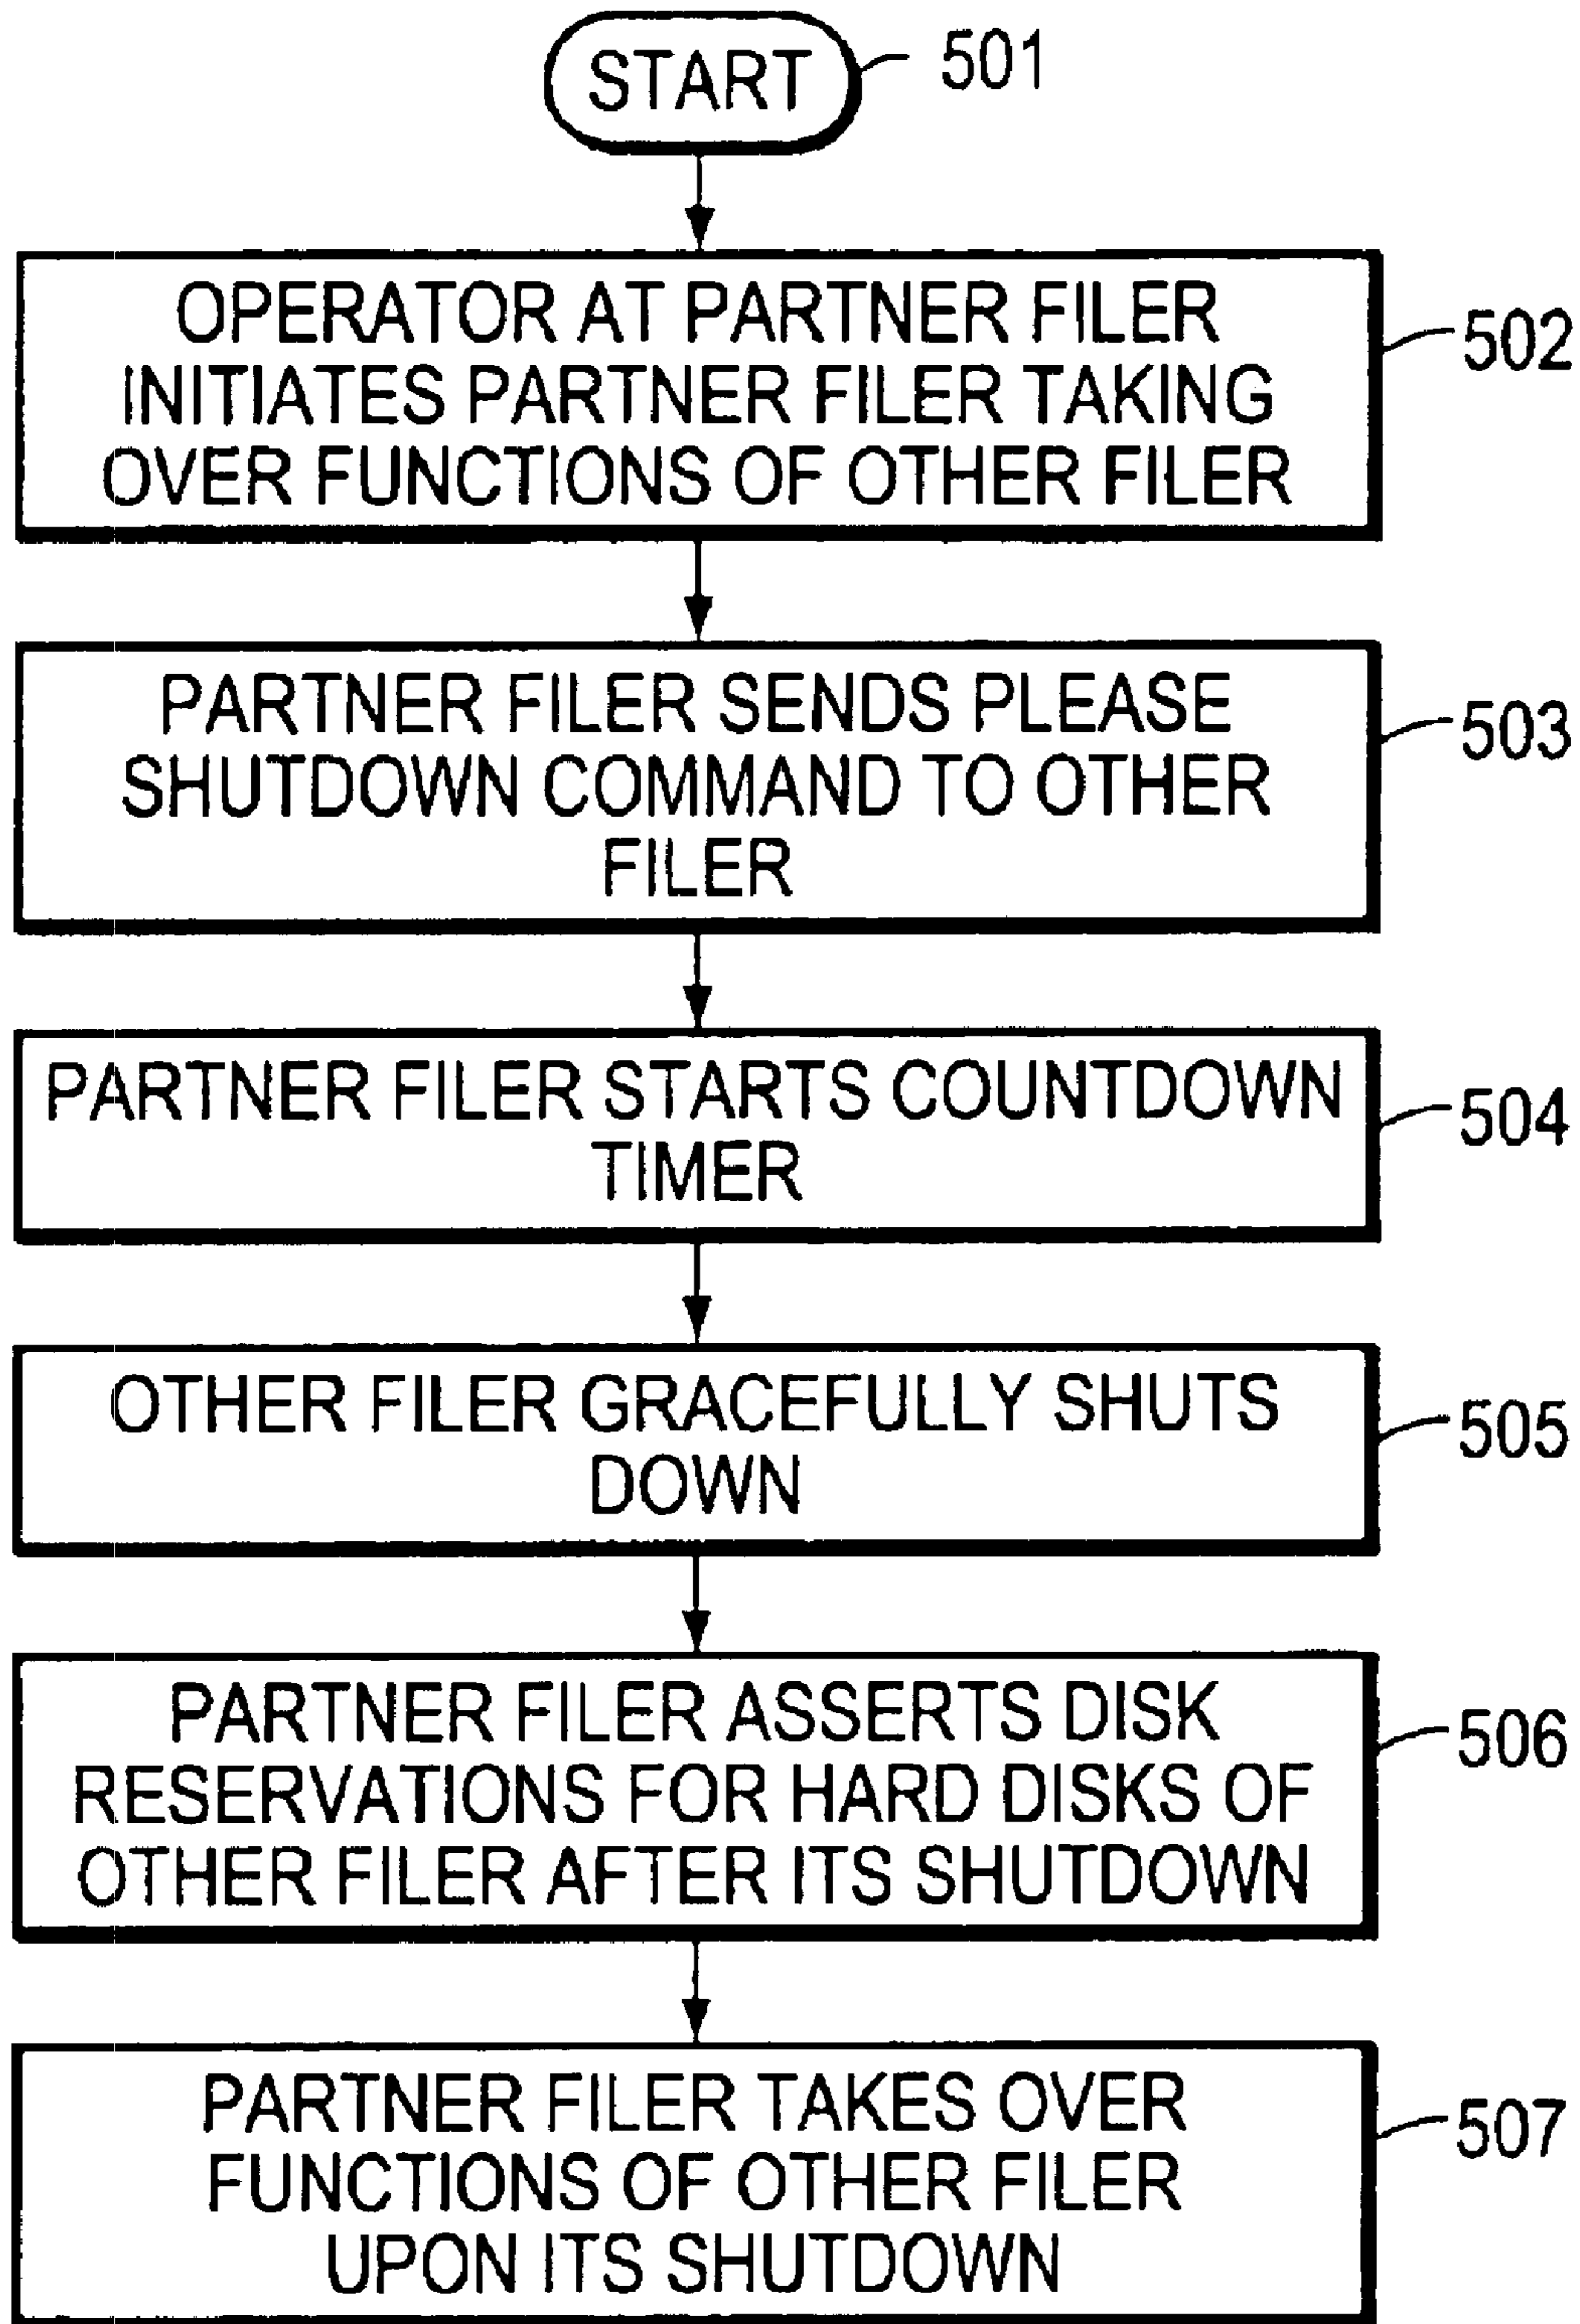 START
501
OPERATOR AT PARTNER FILER
INITIATES PARTNER FILER TAKING
OVER FUNCTIONS OF OTHER FILER
502
PARTNER FILER SENDS PLEASE
SHUTDOWN COMMAND TO OTHER
FILER
503
PARTNER FILER STARTS COUNTDOWN
TIMER
504
OTHER FILER GRACEFULLY SHUTS
DOWN
505
PARTNER FILER ASSERTS DISK
RESERVATIONS FOR HARD DISKS OF
OTHER FILER AFTER ITS SHUTDOWN
506
PARTNER FILER TAKES OVER
FUNCTIONS OF OTHER FILER
UPON ITS SHUTDOWN
507